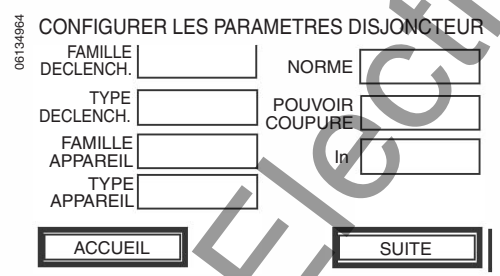 06134964
CONFIGURER LES PARAMETRES DISJONCTEUR
FAMILLE
DECLENCH.
TYPE
DECLENCH.
FAMILLE
APPAREIL
TYPE
APPAREIL
NORME
POUVOIR
COUPURE
In
ACCUEIL
SUITE
Electri